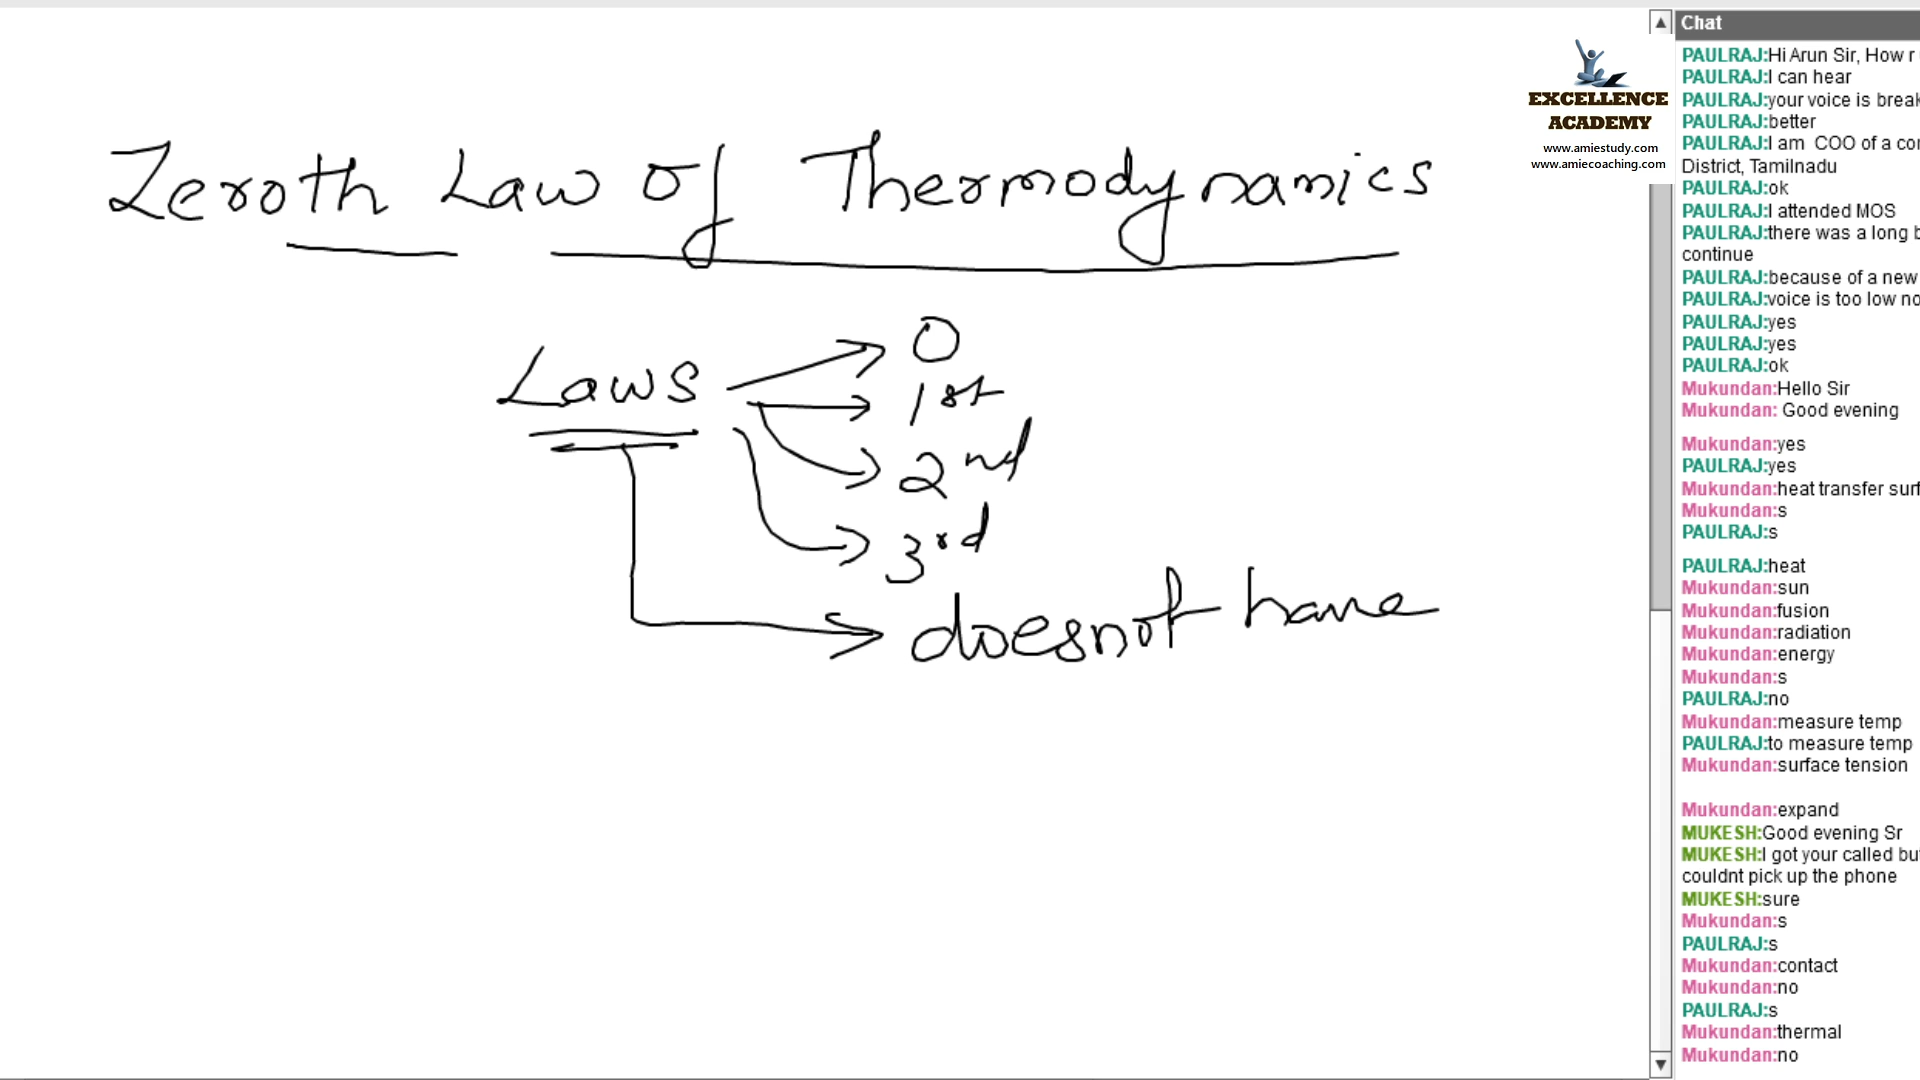 Zeroth Law of Thermodynamics
Laws
0
1st
2nd
3rd
doesnot have
EXCELLENCE
ACADEMY
www.amiestudy.com
www.amiecoaching.com
Chat
PAULRAJ:Hi Arun Sir, How r
PAULRAJ:I can hear
PAULRAJ:your voice is break
PAULRAJ:better
PAULRAJ:I am COO of a co
District, Tamilnadu
PAULRAJ:ok
PAULRAJ:I attended MOS
PAULRAJ:there was a long b
continue
PAULRAJ:because of a new
PAULRAJ:voice is too low no
PAULRAJ:yes
PAULRAJ:yes
PAULRAJ:ok
Mukundan:Hello Sir
Mukundan: Good evening
Mukundan:yes
PAULRAJ:yes
Mukundan:heat transfer surf
Mukundan:s
PAULRAJ:s
PAULRAJ:heat
Mukundan:sun
Mukundan:fusion
Mukundan:radiation
Mukundan:energy
Mukundan:s
PAULRAJ:no
Mukundan:measure temp
PAULRAJ:to measure temp
Mukundan:surface tension
Mukundan:expand
MUKESH:Good evening Sr
MUKESH:I got your called bu
couldnt pick up the phone
MUKESH:sure
Mukundan:s
PAULRAJ:s
Mukundan:contact
Mukundan:no
PAULRAJ:s
Mukundan:thermal
Mukundan:no